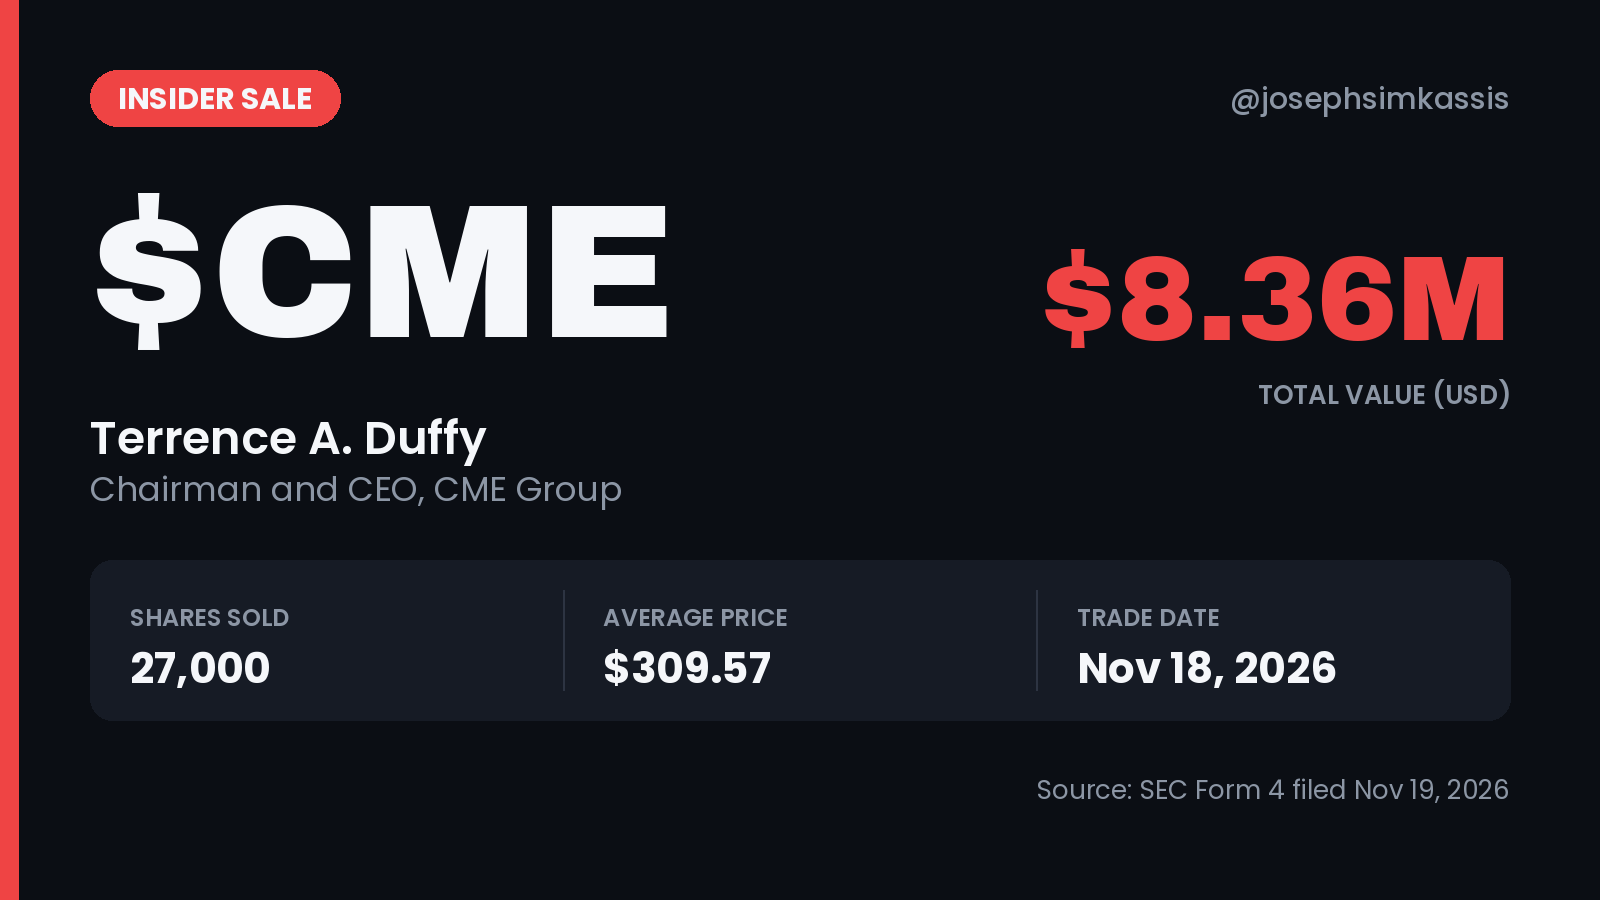 INSIDER SALE
@josephsimkassis
$CME
$8.36M
TOTAL VALUE (USD)
Terrence A. Duffy
Chairman and CEO, CME Group
SHARES SOLD
27,000
AVERAGE PRICE
$309.57
TRADE DATE
Nov 18, 2026
Source: SEC Form 4 filed Nov 19, 2026